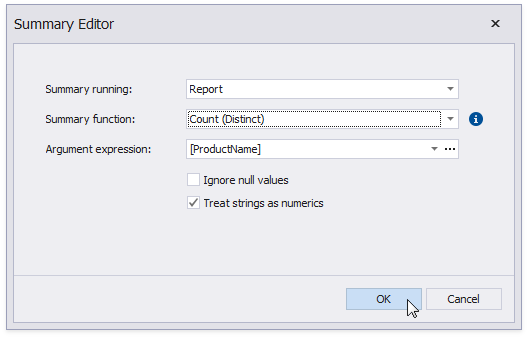 Summary Editor
Summary running: Report
Summary function: Count (Distinct)
Argument expression: [ProductName]
Ignore null values
Treat strings as numerics
OK Cancel